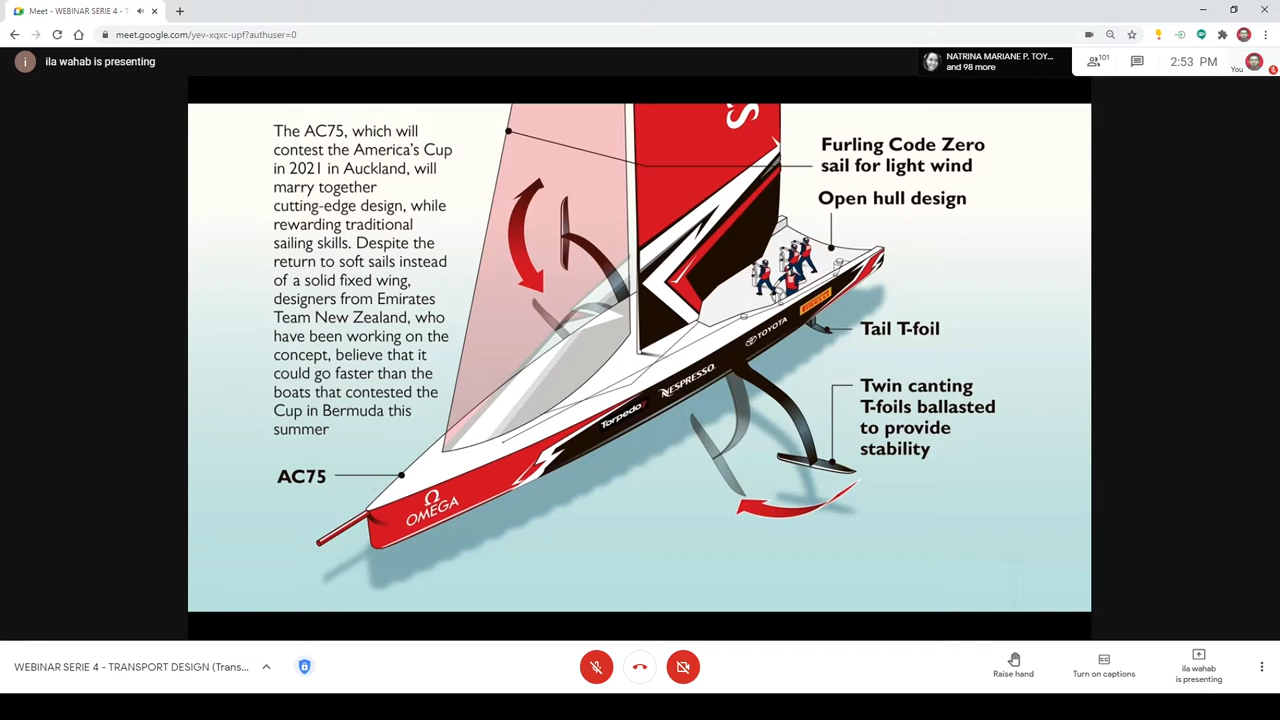 Meet - WEBINAR SERIE 4 - T
meet.google.com/yev-xqxc-upf?authuser=0
i
ila wahab is presenting
NATRINA MARIANE P. TOY...
and 98 more
101
2:53 PM
You
The AC75, which will
contest the America's Cup
in 2021 in Auckland, will
marry together
cutting-edge design, while
rewarding traditional
sailing skills. Despite the
return to soft sails instead
of a solid fixed wing,
designers from Emirates
Team New Zealand, who
have been working on the
concept, believe that it
could go faster than the
boats that contested the
Cup in Bermuda this
summer
Furling Code Zero
sail for light wind
Open hull design
Tail T-foil
Twin canting
T-foils ballasted
to provide
stability
AC75
PIRELLI
TOYOTA
NESPRESSO
Torpedo7
Ω
OMEGA
WEBINAR SERIE 4 - TRANSPORT DESIGN (Trans...
Raise hand
Turn on captions
ila wahab
is presenting